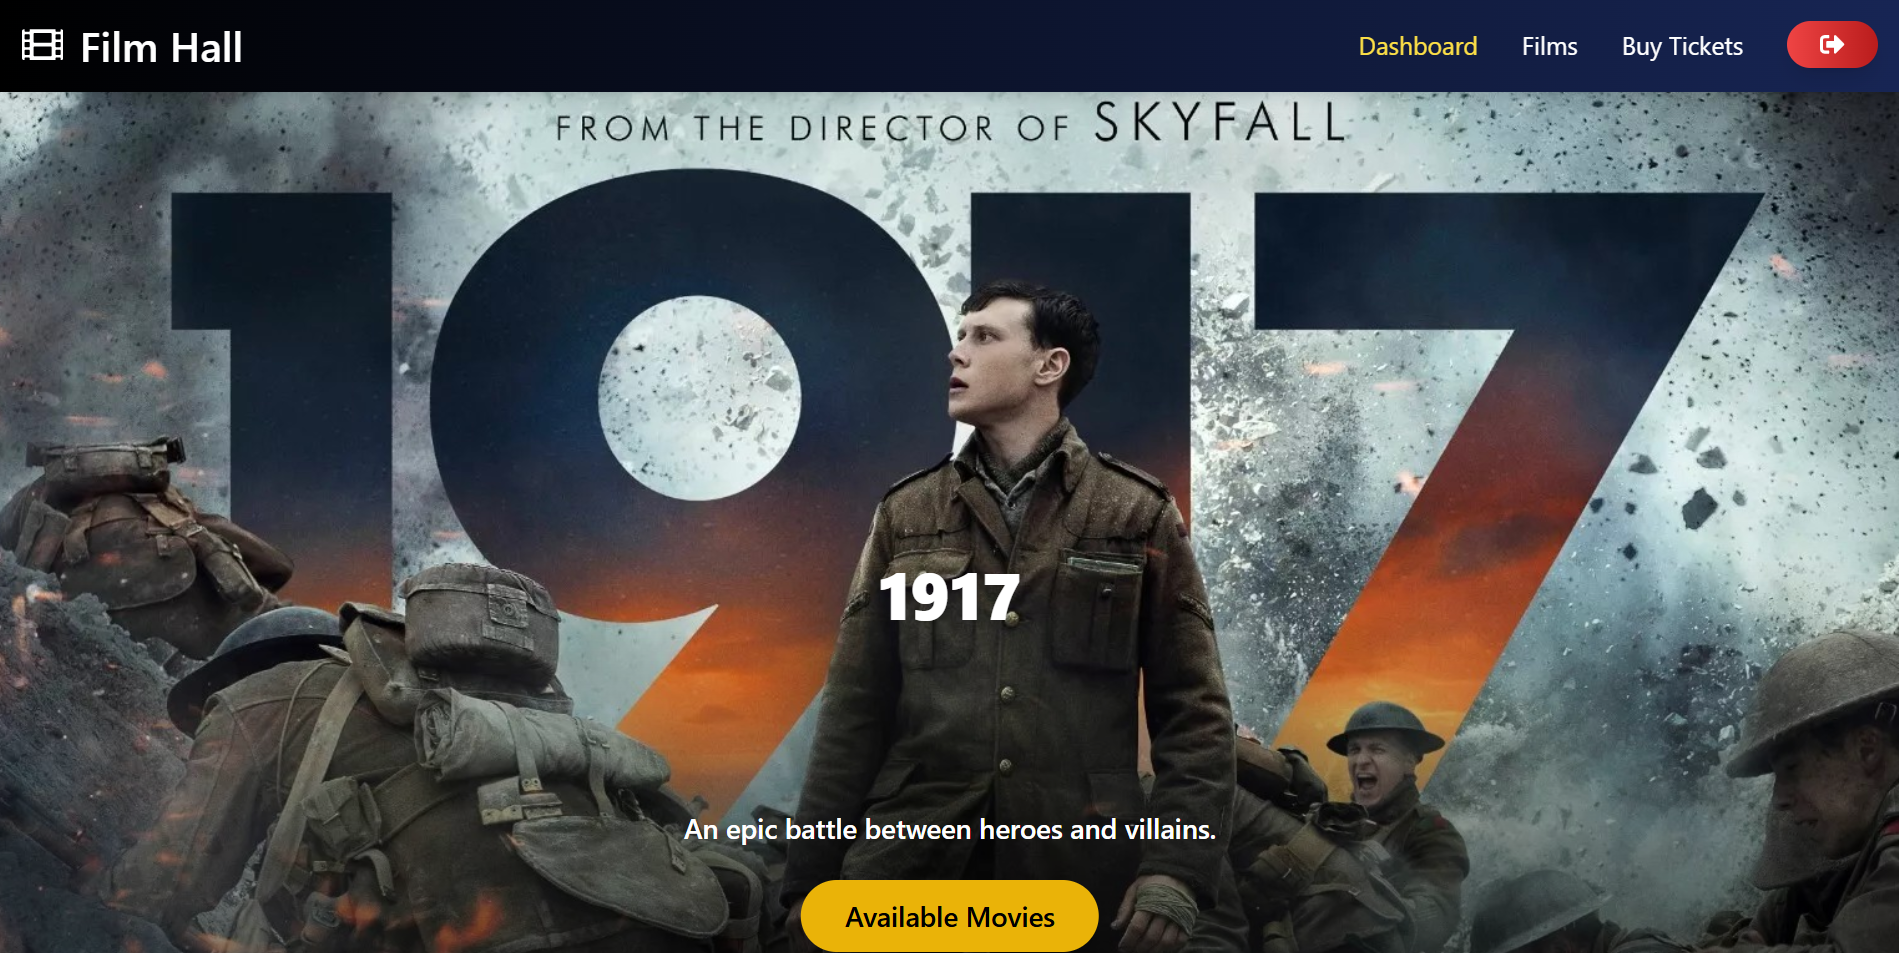 Film Hall
Dashboard Films Buy Tickets
FROM THE DIRECTOR OF SKYFALL
1917
1917
An epic battle between heroes and villains.
Available Movies